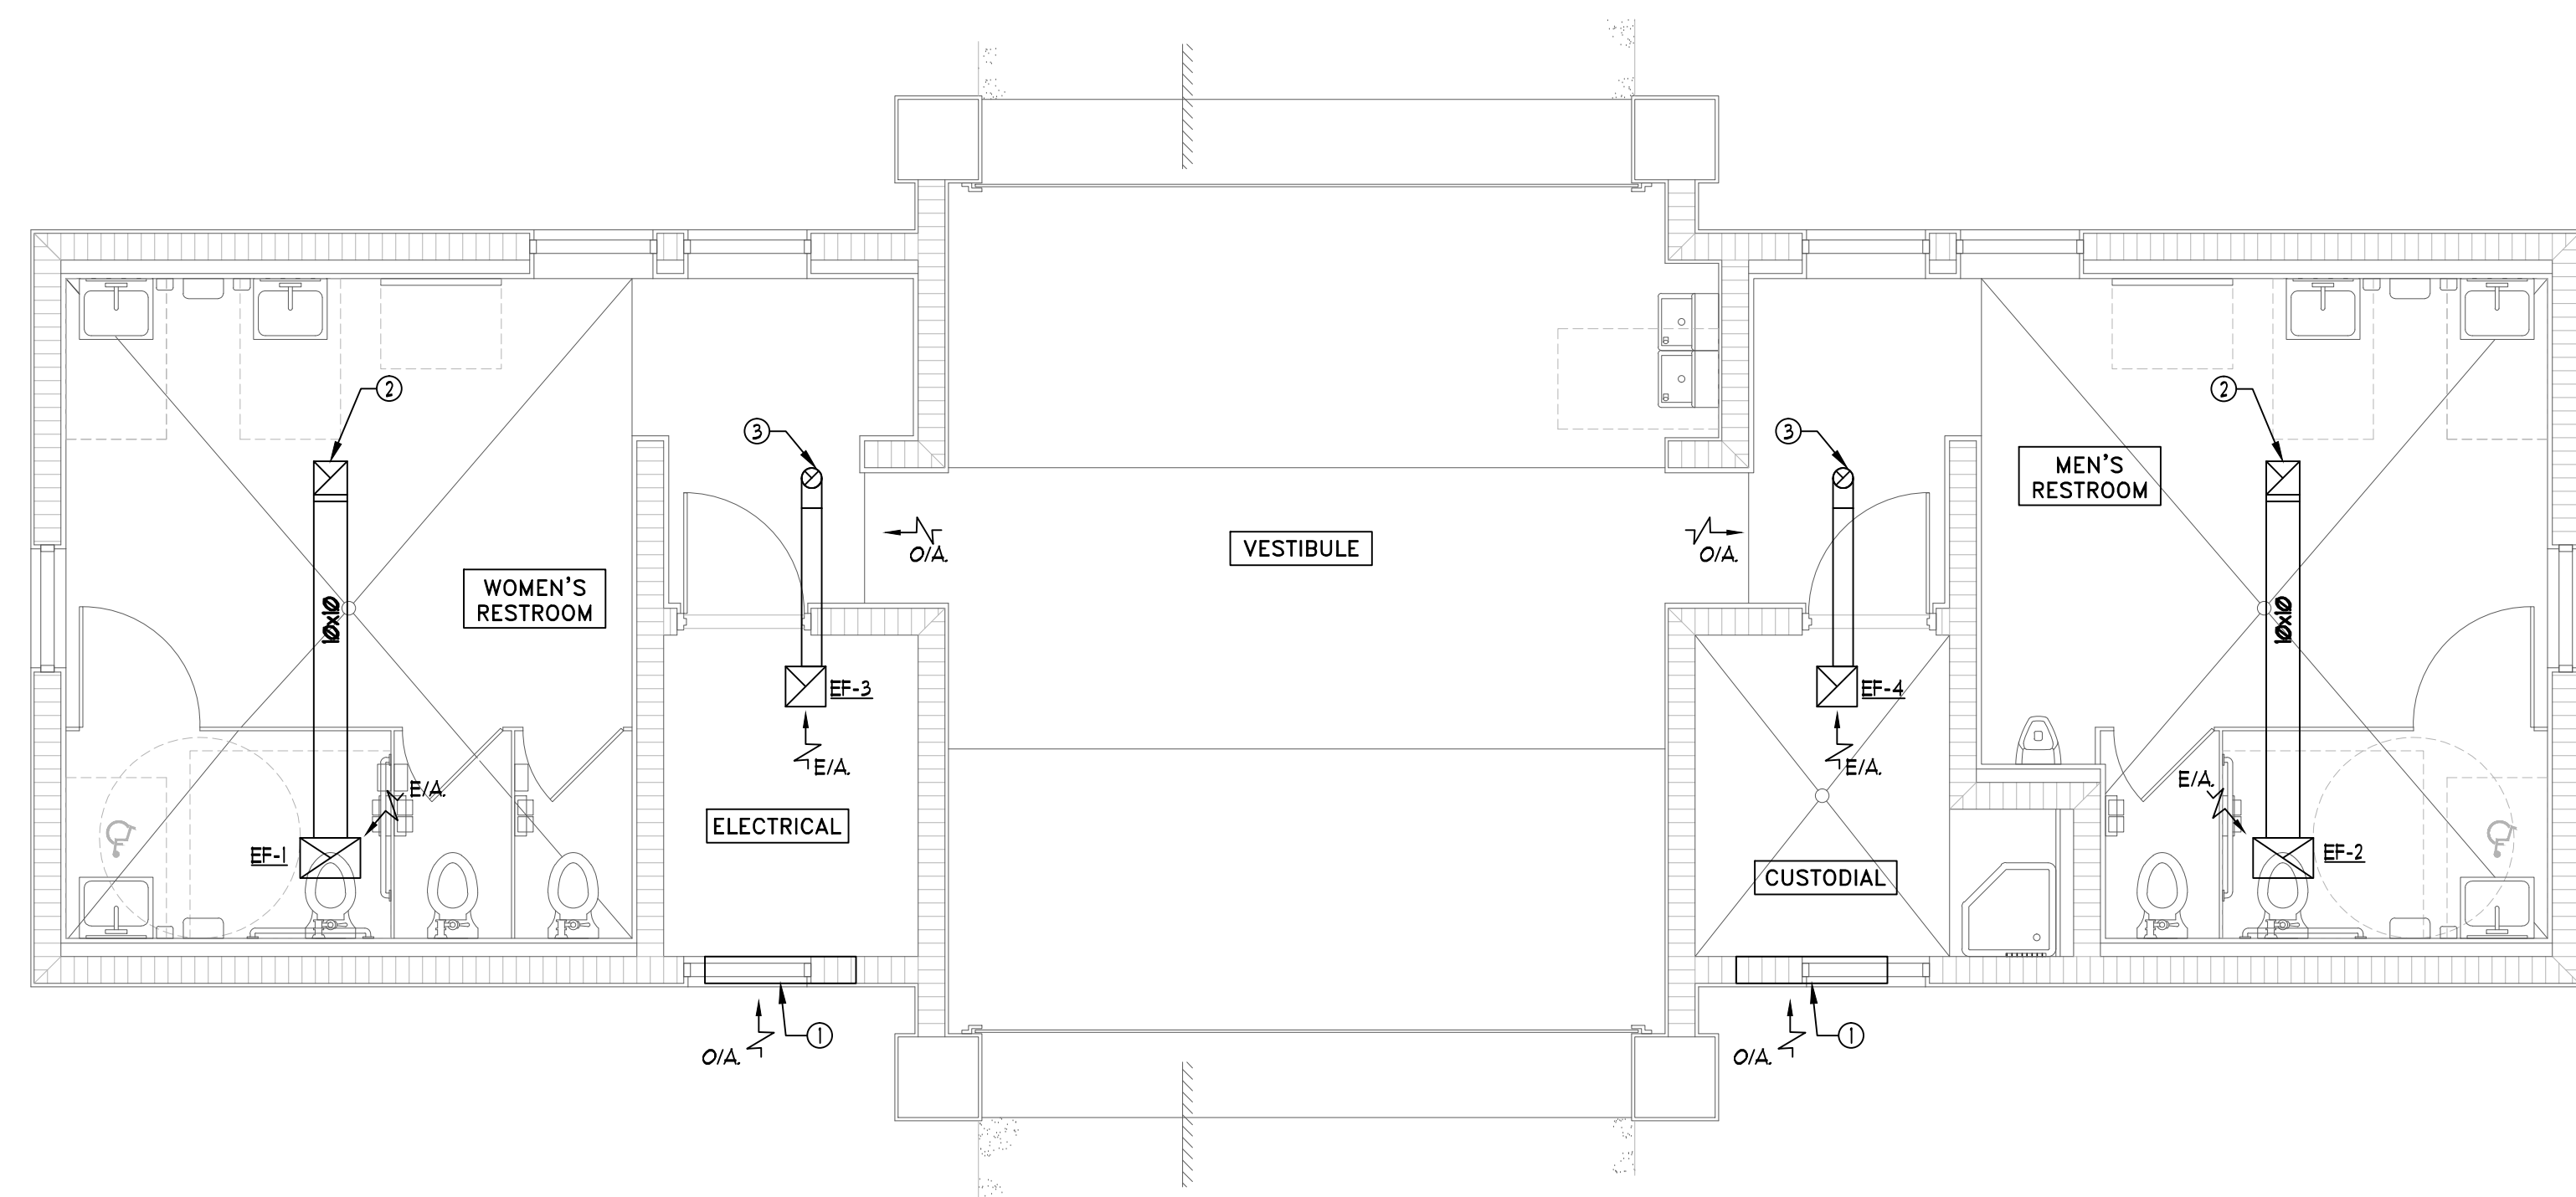 2
2
3
3
MEN'S
RESTROOM
O/A.
O/A.
VESTIBULE
WOMEN'S
RESTROOM
10x10
10x10
EF-3
EF-4
E/A.
E/A.
E/A.
E/A.
ELECTRICAL
EF-1
EF-2
CUSTODIAL
1
1
O/A.
O/A.